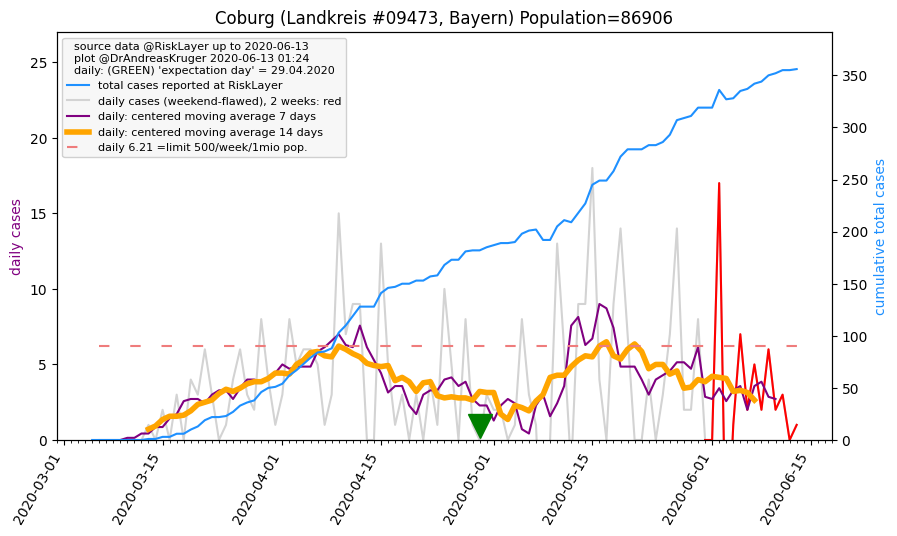 Coburg (Landkreis #09473, Bayern) Population=86906
source data @RiskLayer up to 2020-06-13
plot @DrAndreasKruger 2020-06-13 01:24
daily: (GREEN) 'expectation day' = 29.04.2020
total cases reported at RiskLayer
daily cases (weekend-flawed), 2 weeks: red
daily: centered moving average 7 days
daily: centered moving average 14 days
daily 6.21 =limit 500/week/1mio pop.
daily cases
25
20
15
10
5
0
cumulative total cases
350
300
250
200
150
100
50
0
2020-03-01
2020-03-15
2020-04-01
2020-04-15
2020-05-01
2020-05-15
2020-06-01
2020-06-15